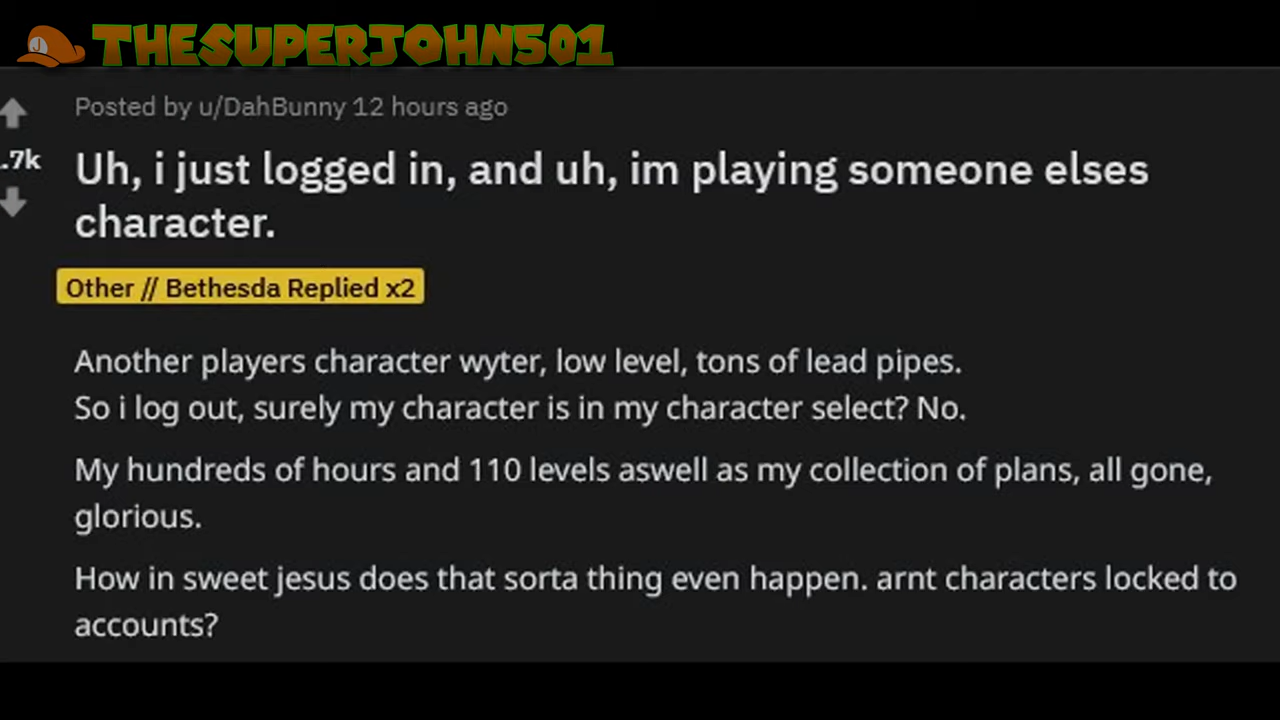 J THESUPERJOHN501
Posted by u/DahBunny 12 hours ago
.7k
Uh, i just logged in, and uh, im playing someone elses
character.
Other // Bethesda Replied x2
Another players character wyter, low level, tons of lead pipes.
So i log out, surely my character is in my character select? No.
My hundreds of hours and 110 levels aswell as my collection of plans, all gone,
glorious.
How in sweet jesus does that sorta thing even happen. arnt characters locked to
accounts?